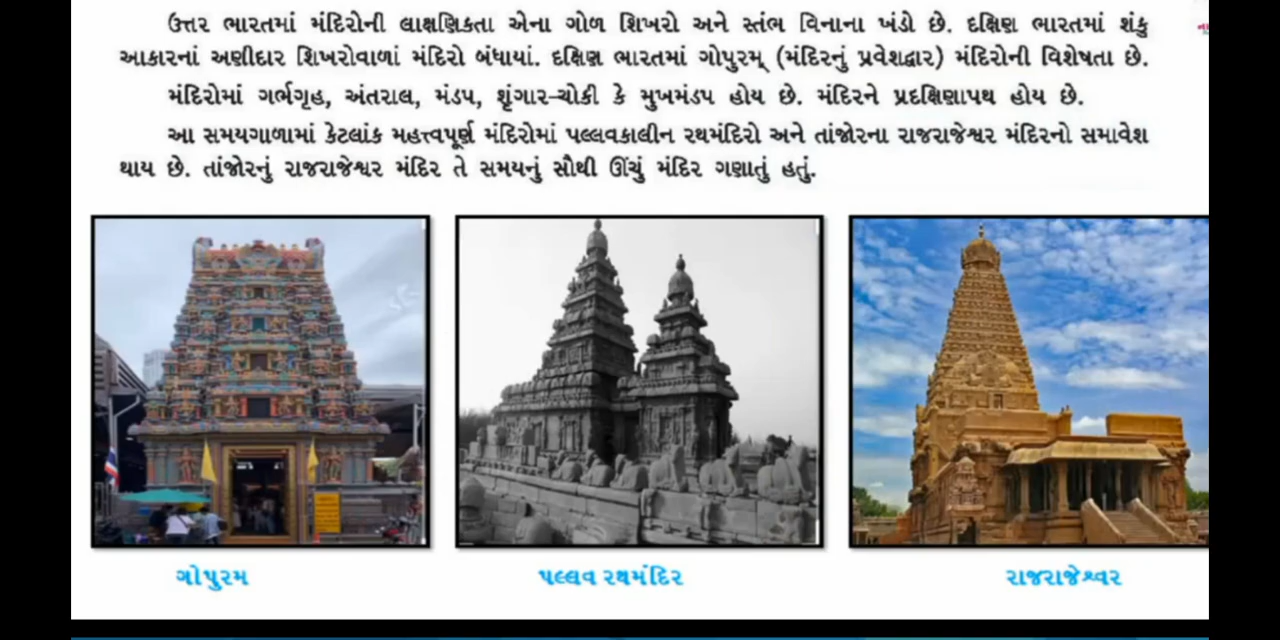 ઉત્તર ભારતમાં મંદિરોની લાક્ષણિકતા એના ગોળ શિખરો અને સ્તંભ વિનાના ખંડો છે. દક્ષિણ ભારતમાં શંકુ
આકારનાં અણીદાર શિખરોવાળાં મંદિરો બંધાયાં. દક્ષિણ ભારતમાં ગોપુરમ્ (મંદિરનું પ્રવેશદ્વાર) મંદિરોની વિશેષતા છે.
મંદિરોમાં ગર્ભગૃહ, અંતરાલ, મંડપ, શૃંગાર-ચોકી કે મુખમંડપ હોય છે. મંદિરને પ્રદક્ષિણાપથ હોય છે.
આ સમયગાળામાં કેટલાંક મહત્ત્વપૂર્ણ મંદિરોમાં પલ્લવકાલીન રથમંદિરો અને તાંજોરના રાજરાજેશ્વર મંદિરનો સમાવેશ
થાય છે. તાંજોરનું રાજરાજેશ્વર મંદિર તે સમયનું સૌથી ઊંચું મંદિર ગણાતું હતું.
ગોપુરમ
પલ્લવ રથમંદિર
રાજરાજેશ્વર